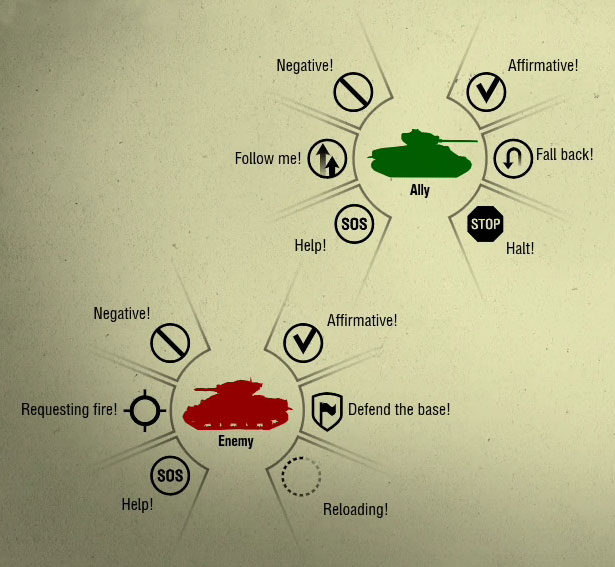 Negative!
Affirmative!
Follow me!
Fall back!
Ally
SOS
STOP
Help!
Halt!
Negative!
Affirmative!
Requesting fire!
Defend the base!
Enemy
SOS
Help!
Reloading!